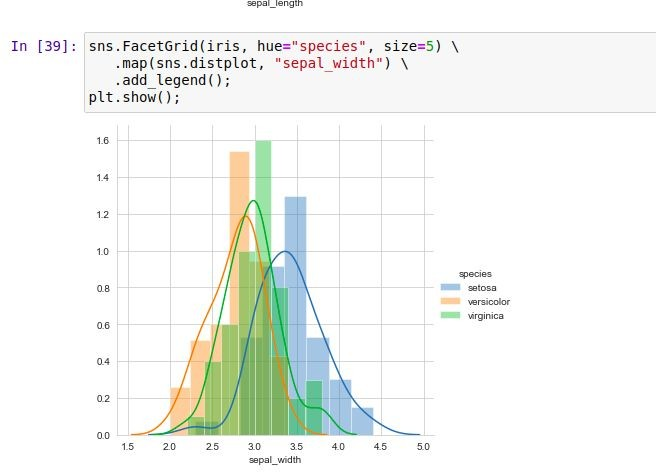 sepal_length
In [39]: sns.FacetGrid(iris, hue="species", size=5) \
.map(sns.distplot, "sepal_width") \
.add_legend();
plt.show();
1.6
1.4
1.2
1.0
0.8
0.6
0.4
0.2
0.0
species
setosa
versicolor
virginica
1.5 2.0 2.5 3.0 3.5 4.0 4.5 5.0
sepal_width